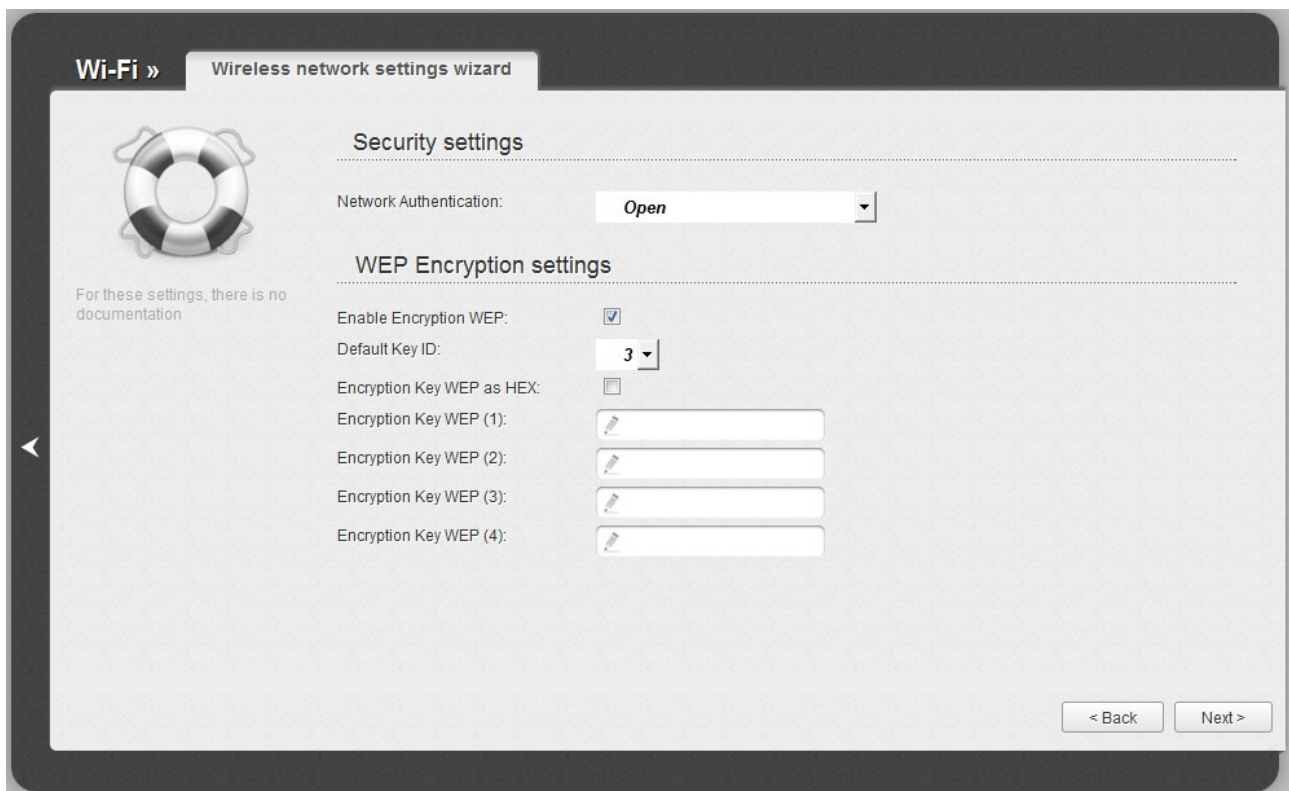 Wi-Fi »
Wireless network settings wizard
For these settings, there is no
documentation
Security settings
Network Authentication:
Open
WEP Encryption settings
Enable Encryption WEP:
Default Key ID:
3
Encryption Key WEP as HEX:
Encryption Key WEP (1):
Encryption Key WEP (2):
Encryption Key WEP (3):
Encryption Key WEP (4):
< Back
Next >